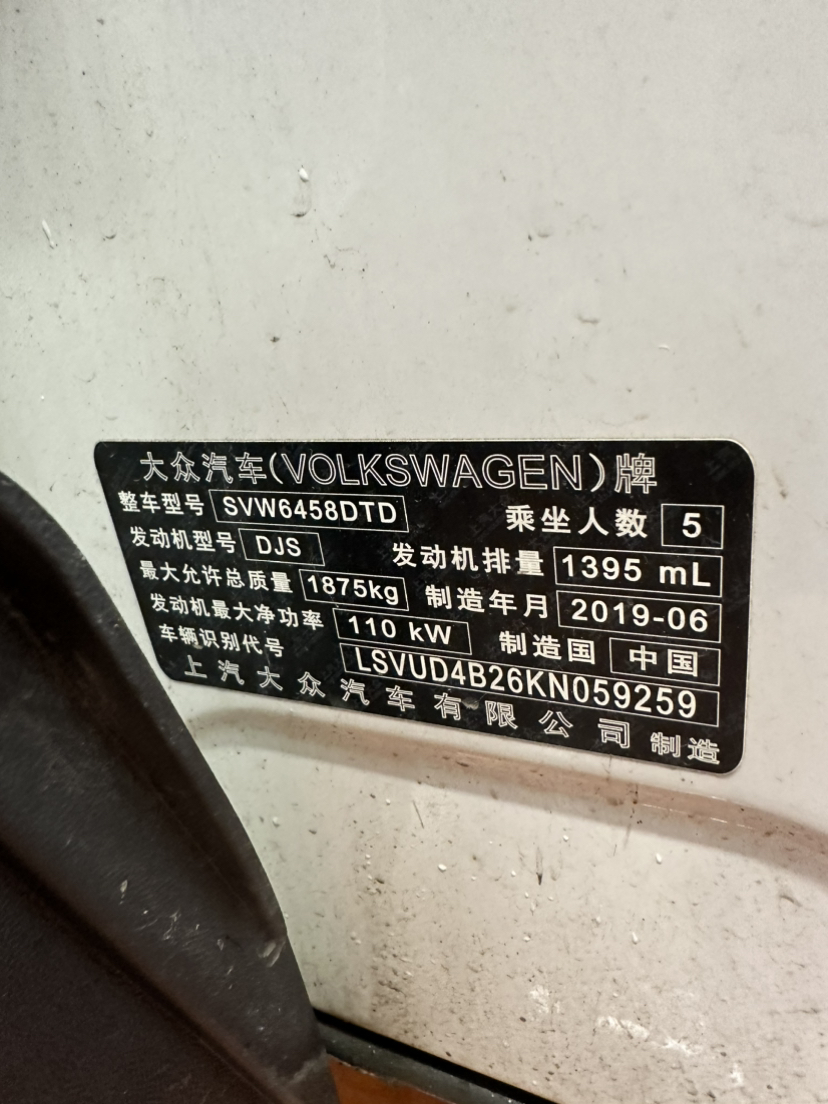 大众汽车(VOLKSWAGEN)牌
整车型号 SVW6458DTD 乘坐人数 5
发动机型号 DJS 发动机排量 1395 mL
最大允许总质量 1875kg 制造年月 2019-06
发动机最大净功率 110 kW 制造国 中国
车辆识别代号 LSVUD4B26KN059259
上汽大众汽车有限公司 制造